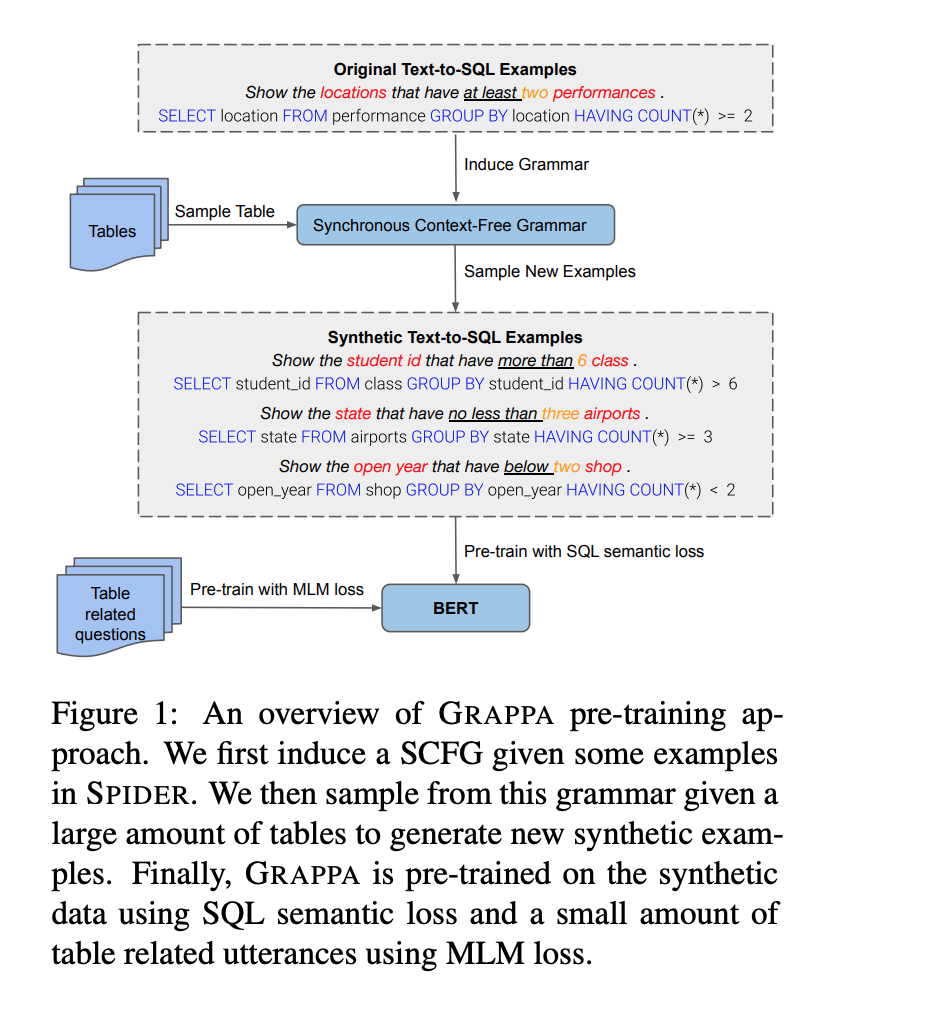 Original Text-to-SQL Examples
Show the locations that have at least two performances .
SELECT location FROM performance GROUP BY location HAVING COUNT(*) >= 2
Induce Grammar
Tables
Sample Table
Synchronous Context-Free Grammar
Sample New Examples
Synthetic Text-to-SQL Examples
Show the student id that have more than 6 class .
SELECT student_id FROM class GROUP BY student_id HAVING COUNT(*) > 6
Show the state that have no less than three airports .
SELECT state FROM airports GROUP BY state HAVING COUNT(*) >= 3
Show the open year that have below two shop .
SELECT open_year FROM shop GROUP BY open_year HAVING COUNT(*) < 2
Pre-train with SQL semantic loss
Table
related
questions
Pre-train with MLM loss
BERT
Figure 1: An overview of GRAPPA pre-training ap-
proach. We first induce a SCFG given some examples
in SPIDER. We then sample from this grammar given a
large amount of tables to generate new synthetic exam-
ples. Finally, GRAPPA is pre-trained on the synthetic
data using SQL semantic loss and a small amount of
table related utterances using MLM loss.